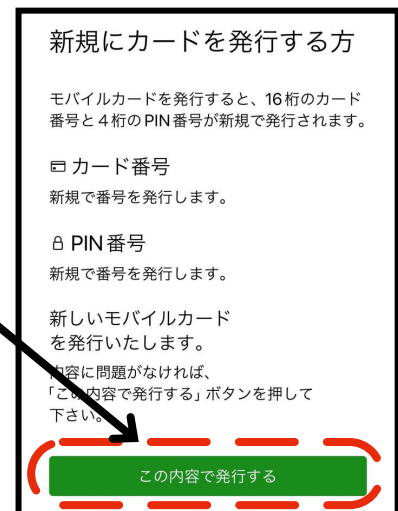 新規にカードを発行する方
モバイルカードを発行すると、16桁のカード
番号と4桁のPIN番号が新規で発行されます。
カード番号
新規で番号を発行します。
PIN番号
新規で番号を発行します。
新しいモバイルカード
を発行いたします。
内容に問題がなければ、
「この内容で発行する」ボタンを押して
下さい。
この内容で発行する